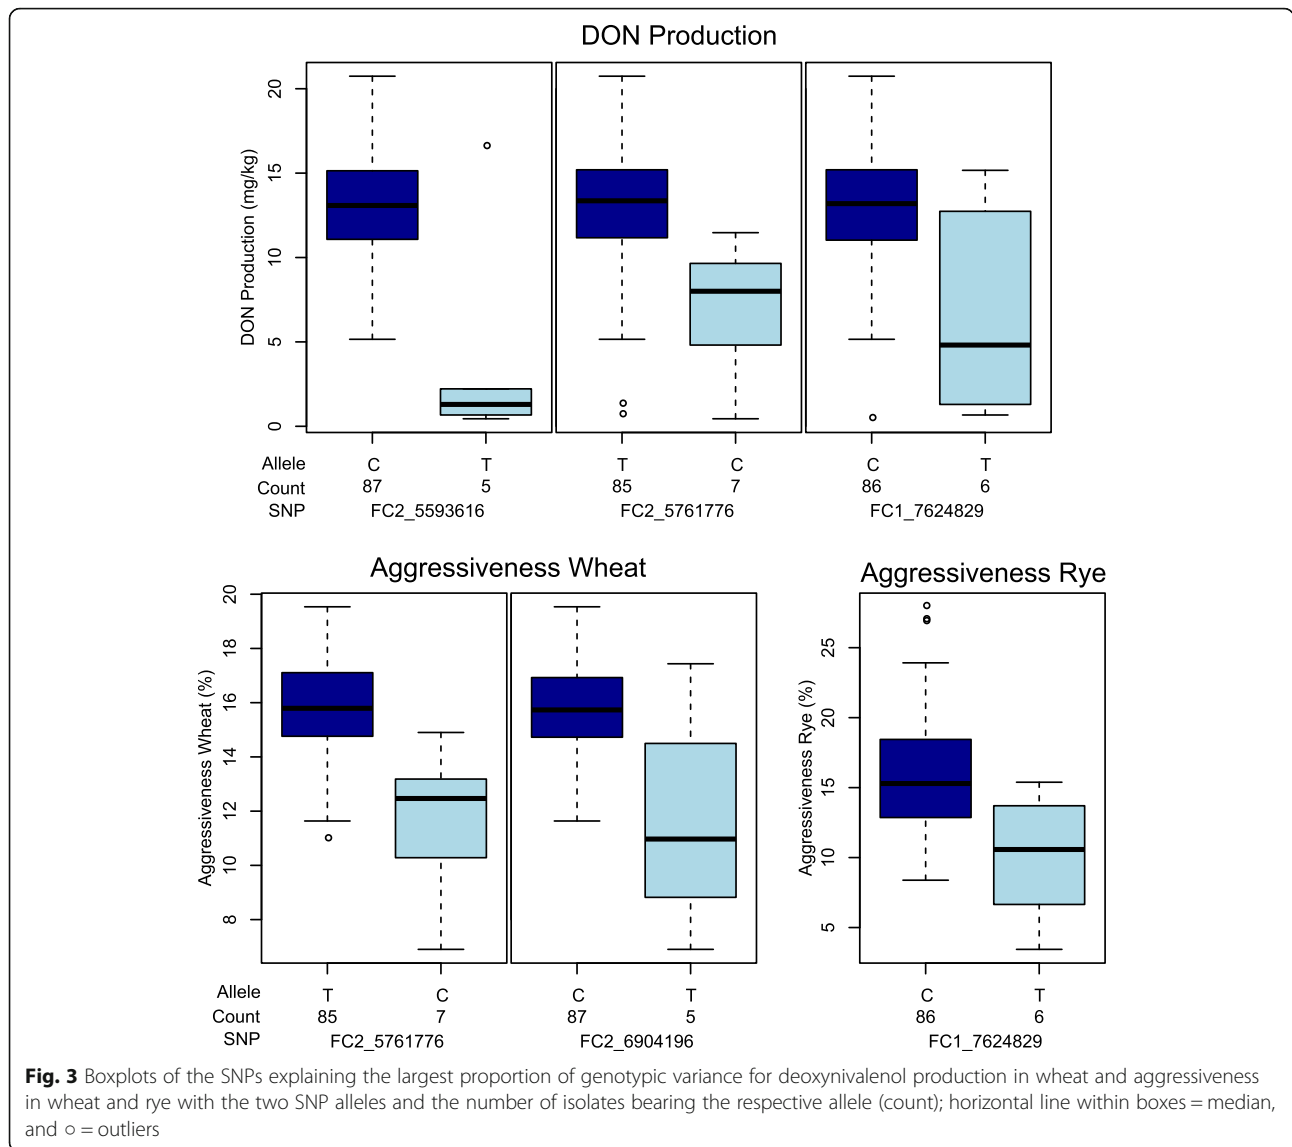 DON Production
DON Production (mg/kg)
20
15
10
5
0
Allele C T T C C T
Count 87 5 85 7 86 6
SNP FC2_5593616 FC2_5761776 FC1_7624829
Aggressiveness Wheat
Aggressiveness Wheat (%)
20
18
16
14
12
10
8
Aggressiveness Rye
Aggressiveness Rye (%)
25
20
15
10
5
Allele T C C T C T
Count 85 7 87 5 86 6
SNP FC2_5761776 FC2_6904196 FC1_7624829
Fig. 3 Boxplots of the SNPs explaining the largest proportion of genotypic variance for deoxynivalenol production in wheat and aggressiveness
in wheat and rye with the two SNP alleles and the number of isolates bearing the respective allele (count); horizontal line within boxes = median,
and ○ = outliers